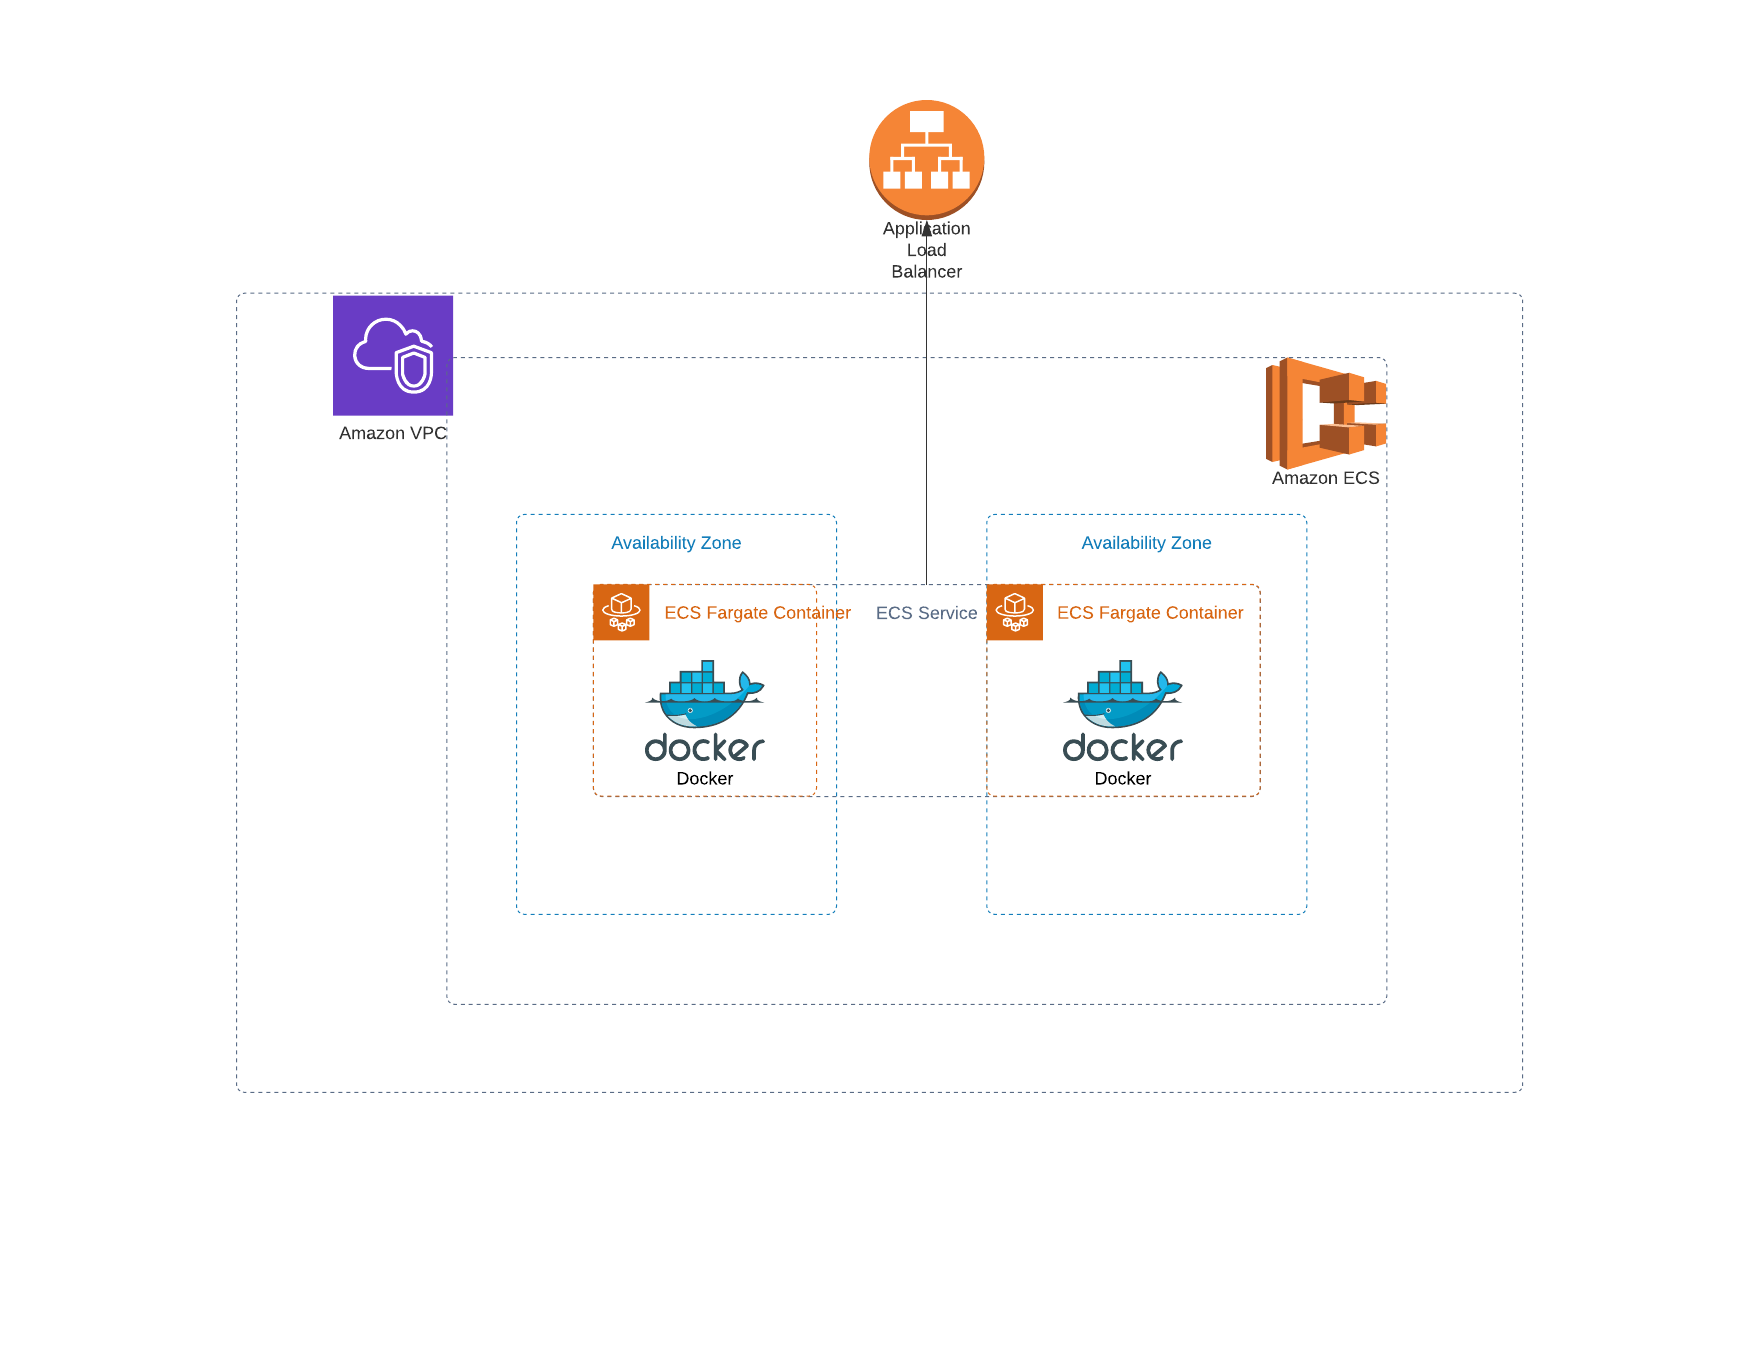 Application
Load
Balancer
Amazon VPC
Amazon ECS
Availability Zone
Availability Zone
ECS Fargate Container
ECS Service
ECS Fargate Container
docker
Docker
docker
Docker